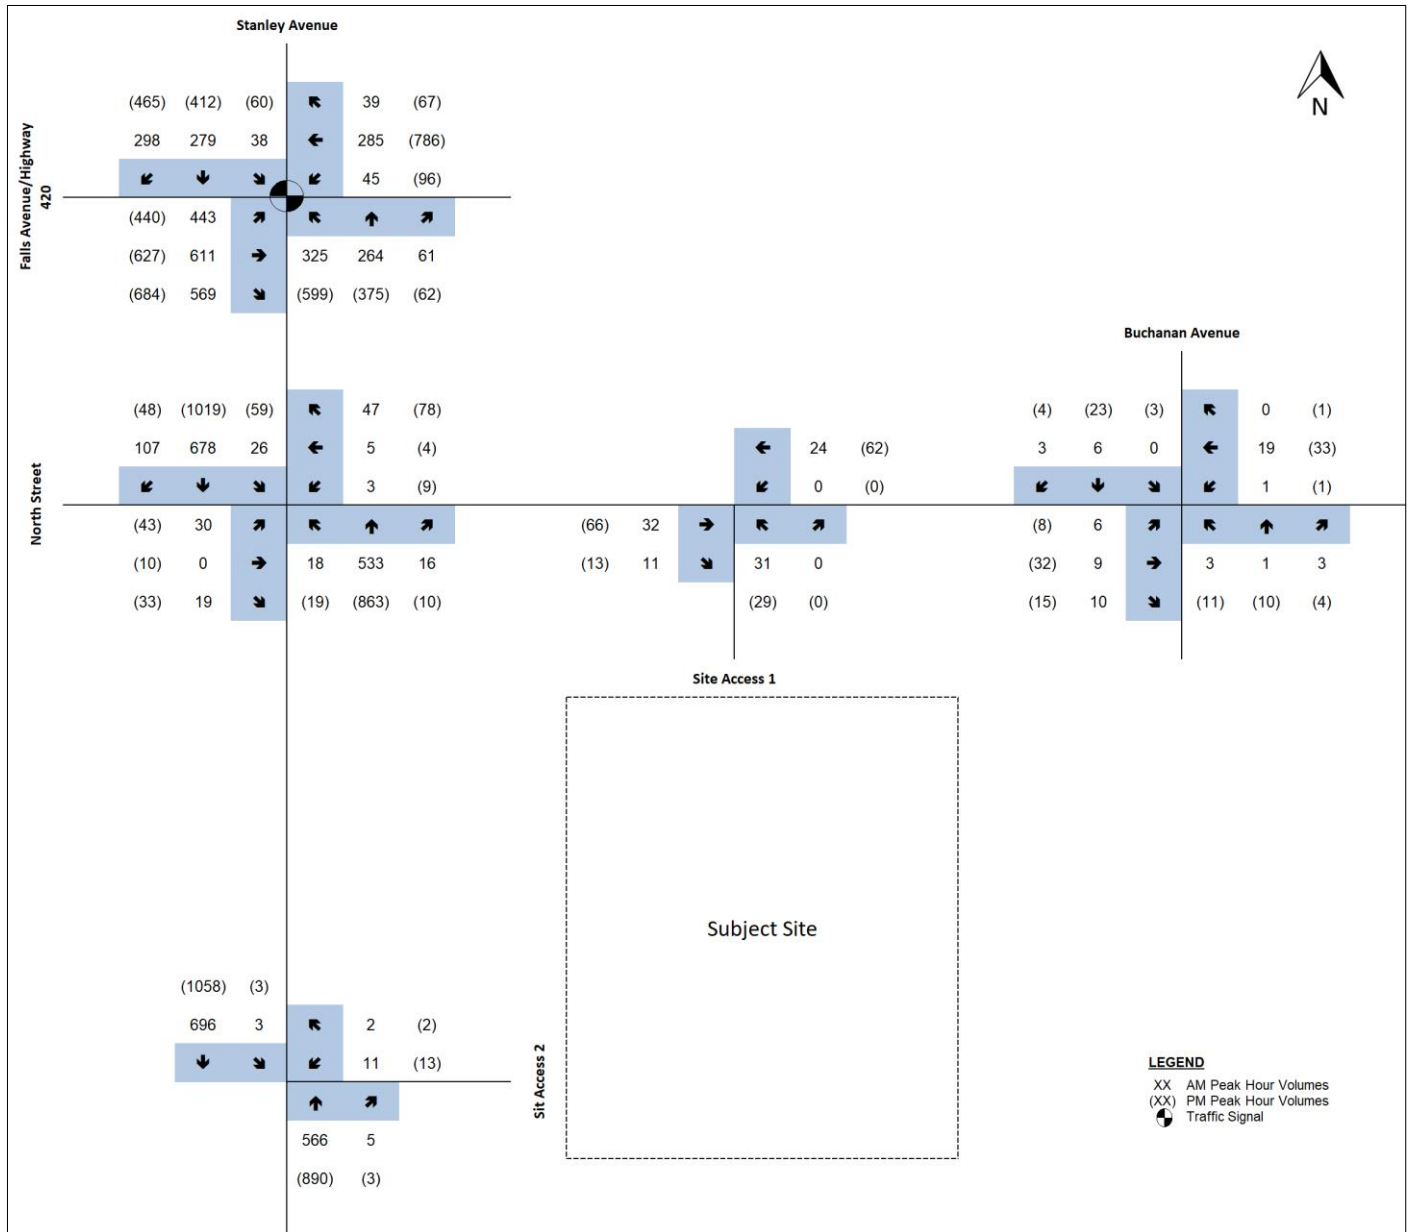 Stanley Avenue
N
Falls Avenue/Highway
420
(465) (412) (60) 39 (67)
298 279 38 285 (786)
45 (96)
(440) 443
(627) 611 325 264 61
(684) 569 (599) (375) (62)
Buchanan Avenue
North Street
(48) (1019) (59) 47 (78)
107 678 26 5 (4)
3 (9)
(43) 30
(10) 0 18 533 16
(33) 19 (19) (863) (10)
24 (62)
0 (0)
(66) 32
(13) 11 31 0
(29) (0)
Site Access 1
(4) (23) (3) 0 (1)
3 6 0 19 (33)
1 (1)
(8) 6
(32) 9 3 1 3
(15) 10 (11) (10) (4)
Subject Site
(1058) (3)
696 3 2 (2)
11 (13)
566 5
(890) (3)
Sit Access 2
LEGEND
XX AM Peak Hour Volumes
(XX) PM Peak Hour Volumes
Traffic Signal